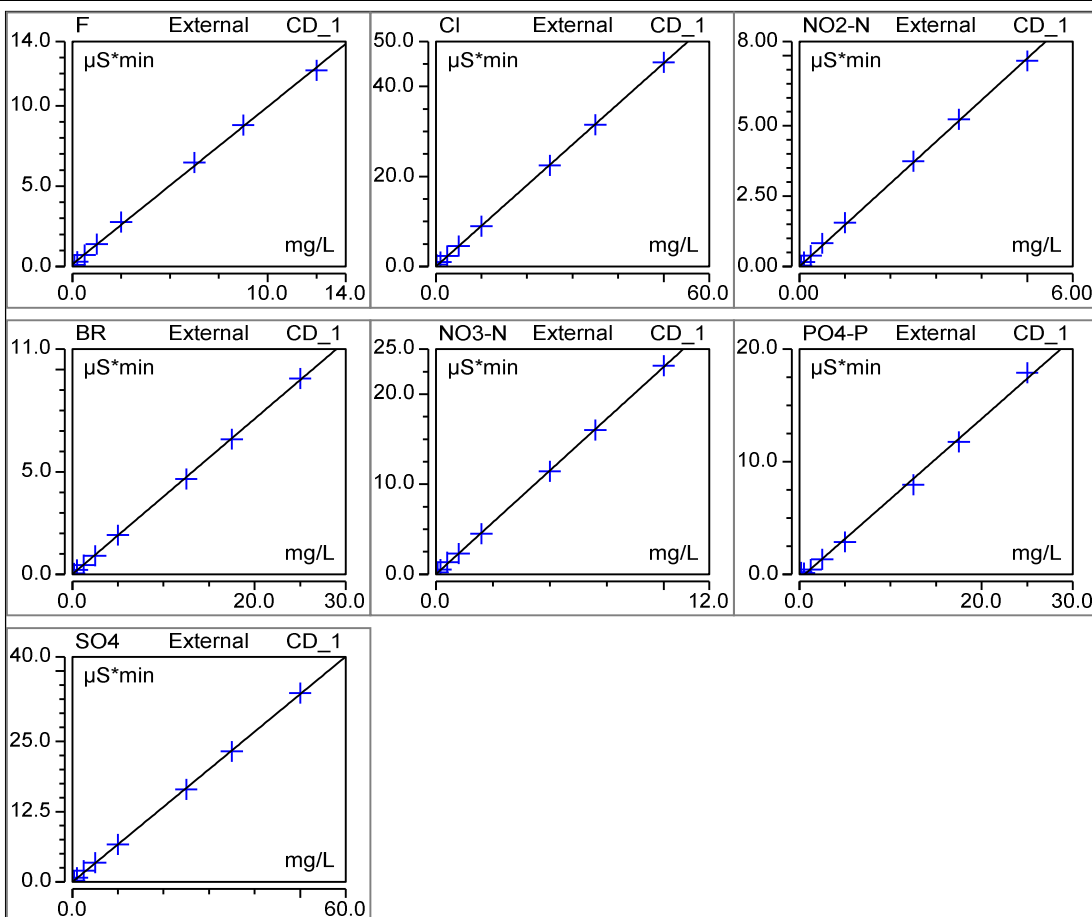 F External CD_1
14.0
µS*min
10.0
5.0
mg/L
0.0
0.0 10.0 14.0
Cl External CD_1
50.0
µS*min
40.0
20.0
mg/L
0.0
0.0 60.0
NO2-N External CD_1
8.00
µS*min
5.00
2.50
mg/L
0.00
0.00 6.00
BR External CD_1
11.0
µS*min
5.0
mg/L
0.0
0.0 20.0 30.0
NO3-N External CD_1
25.0
µS*min
20.0
10.0
mg/L
0.0
0.0 12.0
PO4-P External CD_1
20.0
µS*min
10.0
mg/L
0.0
0.0 20.0 30.0
SO4 External CD_1
40.0
µS*min
25.0
12.5
mg/L
0.0
0.0 60.0